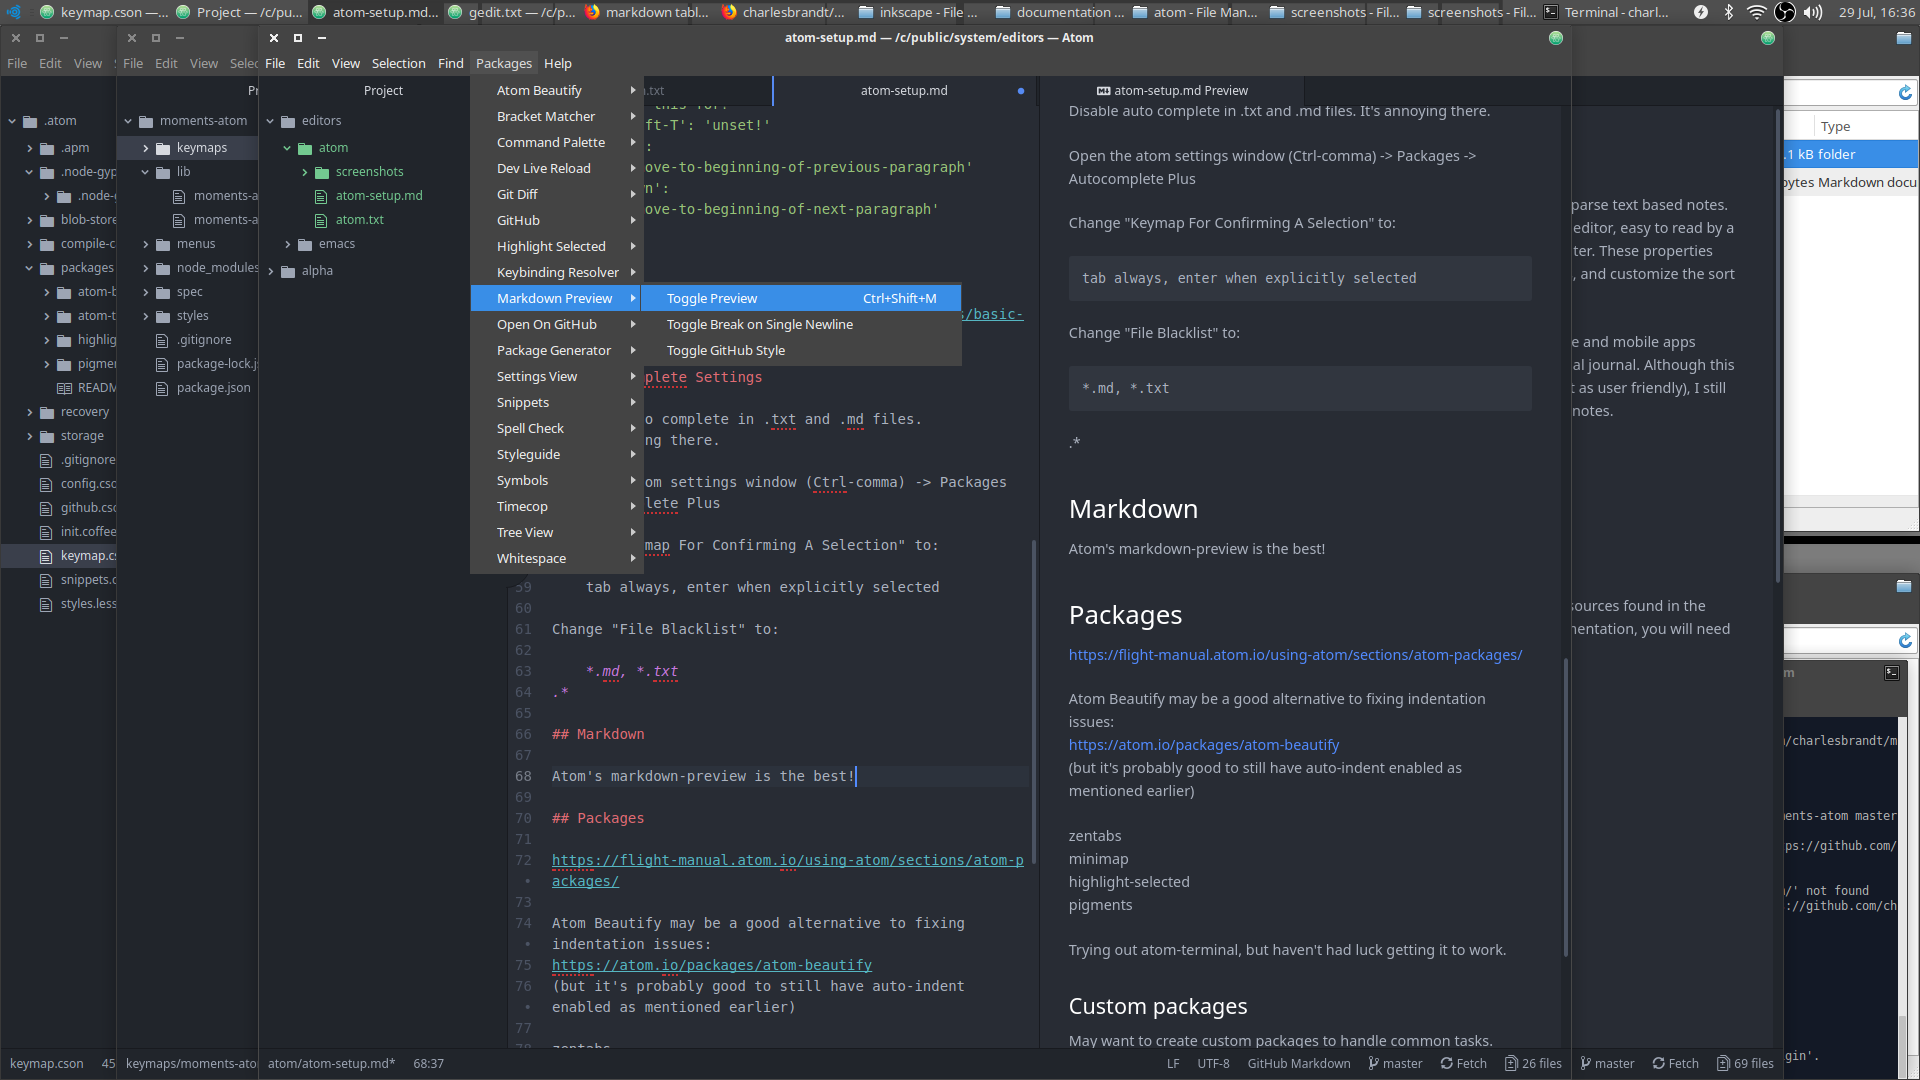 keymap.cson —...
Project — /c/pu...
atom-setup.md...
gedit.txt — /c/p...
markdown tabl...
charlesbrandt/...
inkscape - File ...
documentation ...
atom - File Man...
screenshots - Fil...
screenshots - Fil...
Terminal - charl...
29 Jul, 16:36
atom-setup.md — /c/public/system/editors — Atom
File Edit View
File Edit View Selec
File Edit View Selection Find Packages Help
Project
atom-setup.md
atom-setup.md Preview
.atom
.apm
.node-gyp
.node-g
blob-store
compile-c
packages
atom-b
atom-t
highlig
pigmen
READM
recovery
storage
.gitignore
config.cso
github.cso
init.coffee
keymap.cs
snippets.c
styles.less
moments-atom
keymaps
lib
moments-a
moments-a
menus
node_modules
spec
styles
.gitignore
package-lock.js
package.json
editors
atom
screenshots
atom-setup.md
atom.txt
emacs
alpha
Atom Beautify
Bracket Matcher
Command Palette
Dev Live Reload
Git Diff
GitHub
Highlight Selected
Keybinding Resolver
Markdown Preview
Open On GitHub
Package Generator
Settings View
Snippets
Spell Check
Styleguide
Symbols
Timecop
Tree View
Whitespace
Toggle Preview Ctrl+Shift+M
Toggle Break on Single Newline
Toggle GitHub Style
.txt
ft-T': 'unset!'
:
ove-to-beginning-of-previous-paragraph'
n':
ove-to-beginning-of-next-paragraph'
/basic-
plete Settings
o complete in .txt and .md files.
ng there.
om settings window (Ctrl-comma) -> Packages
lete Plus
map For Confirming A Selection" to:
59 tab always, enter when explicitly selected
60
61 Change "File Blacklist" to:
62
63 *.md, *.txt
64 .*
65
66 ## Markdown
67
68 Atom's markdown-preview is the best!
69
70 ## Packages
71
72 https://flight-manual.atom.io/using-atom/sections/atom-p
• ackages/
73
74 Atom Beautify may be a good alternative to fixing
• indentation issues:
75 https://atom.io/packages/atom-beautify
76 (but it's probably good to still have auto-indent
• enabled as mentioned earlier)
77
78 zentabs
Disable auto complete in .txt and .md files. It's annoying there.
Open the atom settings window (Ctrl-comma) -> Packages ->
Autocomplete Plus
Change "Keymap For Confirming A Selection" to:
tab always, enter when explicitly selected
Change "File Blacklist" to:
*.md, *.txt
.*
Markdown
Atom's markdown-preview is the best!
Packages
https://flight-manual.atom.io/using-atom/sections/atom-packages/
Atom Beautify may be a good alternative to fixing indentation
issues:
https://atom.io/packages/atom-beautify
(but it's probably good to still have auto-indent enabled as
mentioned earlier)
zentabs
minimap
highlight-selected
pigments
Trying out atom-terminal, but haven't had luck getting it to work.
Custom packages
May want to create custom packages to handle common tasks.
parse text based notes.
editor, easy to read by a
ter. These properties
, and customize the sort
e and mobile apps
al journal. Although this
t as user friendly), I still
notes.
sources found in the
nentation, you will need
Type
.1 kB folder
bytes Markdown docu
m
/charlesbrandt/m
ents-atom master
ps://github.com/
/' not found
://github.com/ch
gin'.
keymap.cson 45
keymaps/moments-ato
atom/atom-setup.md* 68:37
LF UTF-8 GitHub Markdown master Fetch 26 files
master Fetch 69 files